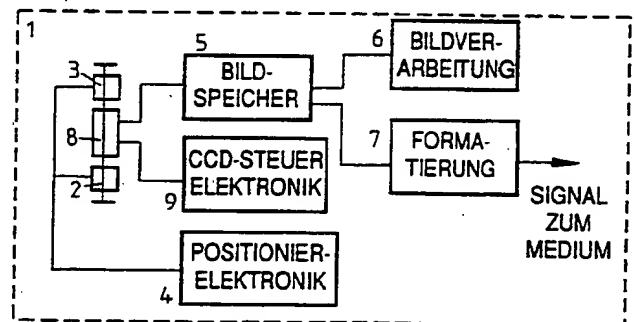 1
5
BILD-
SPEICHER
6
BILDVER-
ARBEITUNG
3
8
2
CCD-STEUER
ELEKTRONIK
9
7
FORMA-
TIERUNG
SIGNAL
ZUM
MEDIUM
POSITIONIER-
ELEKTRONIK
4